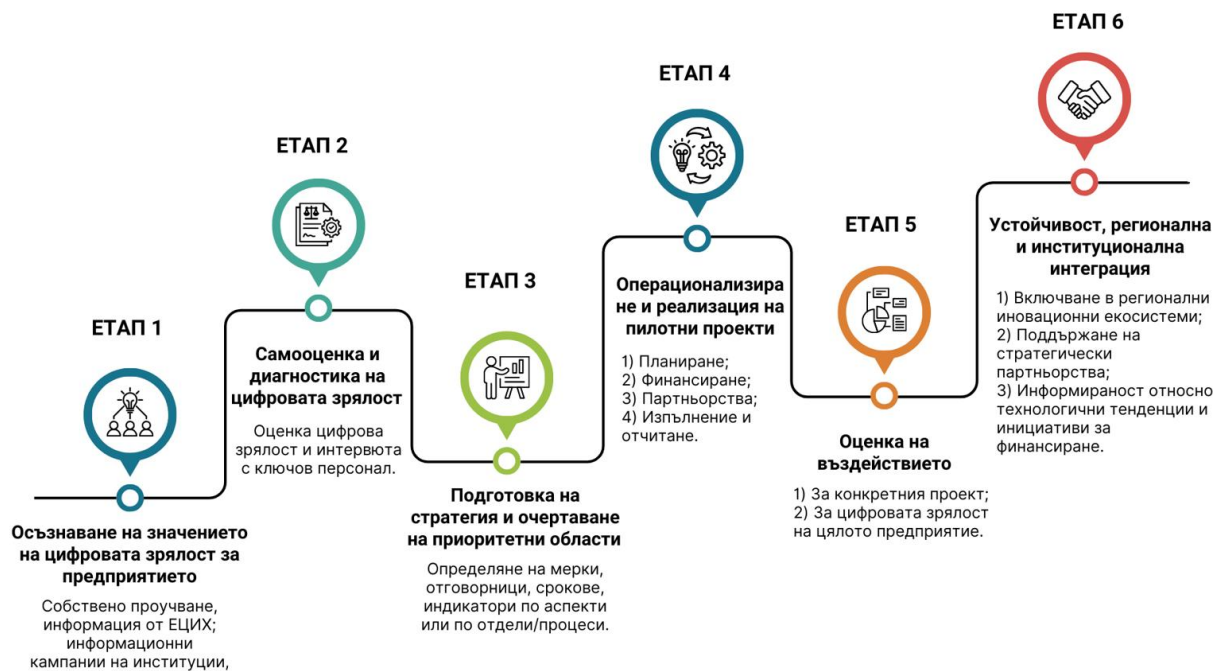 ЕТАП 1
Осъзнаване на значението
на цифровата зрялост за
предприятието
Собствено проучване,
информация от ЕЦИХ;
информационни
кампании на институции,
ЕТАП 2
Самооценка и
диагностика на
цифровата зрялост
Оценка цифрова
зрялост и интервюта
с ключов персонал.
ЕТАП 3
Подготовка на
стратегия и очертаване
на приоритетни области
Определяне на мерки,
отговорници, срокове,
индикатори по аспекти
или по отдели/процеси.
ЕТАП 4
Операционализира
не и реализация на
пилотни проекти
1) Планиране;
2) Финансиране;
3) Партньорства;
4) Изпълнение и
отчитане.
ЕТАП 5
Оценка на
въздействието
1) За конкретния проект;
2) За цифровата зрялост
на цялото предприятие.
ЕТАП 6
Устойчивост, регионална
и институционална
интеграция
1) Включване в регионални
иновационни екосистеми;
2) Поддържане на
стратегически
партньорства;
3) Информираност относно
технологични тенденции и
инициативи за
финансиране.